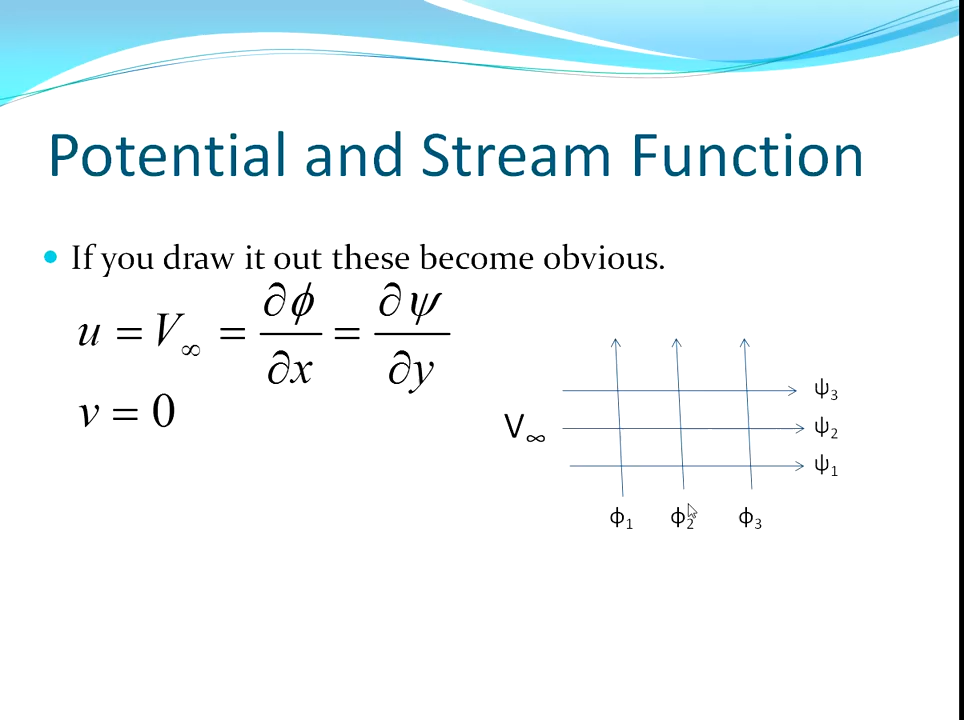 Potential and Stream Function
If you draw it out these become obvious.
u = V∞ = ∂ϕ/∂x = ∂ψ/∂y
v = 0
V∞
ψ3
ψ2
ψ1
ϕ1 ϕ2 ϕ3